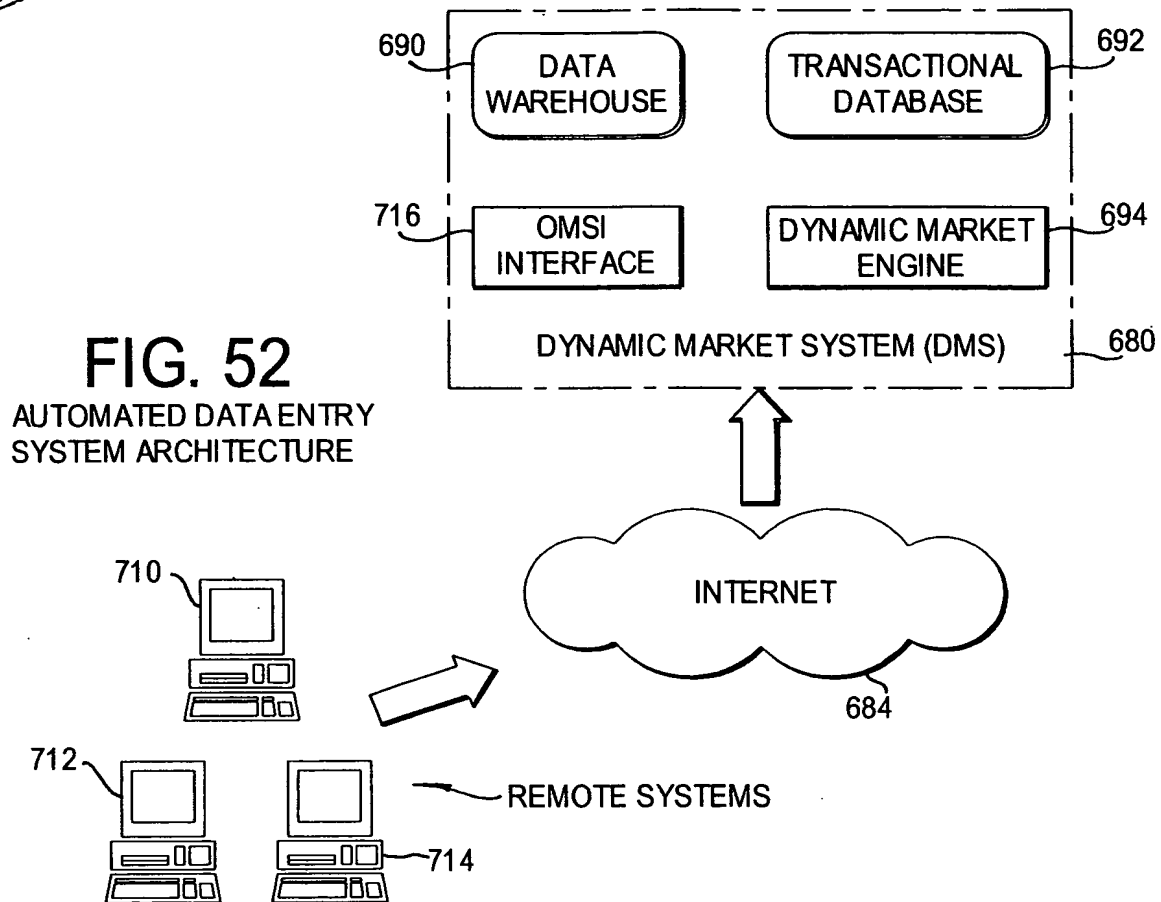 690
DATA
WAREHOUSE
TRANSACTIONAL
DATABASE
692
716
OMSI
INTERFACE
DYNAMIC MARKET
ENGINE
694
DYNAMIC MARKET SYSTEM (DMS)
680
FIG. 52
AUTOMATED DATA ENTRY
SYSTEM ARCHITECTURE
INTERNET
684
710
712
714
REMOTE SYSTEMS